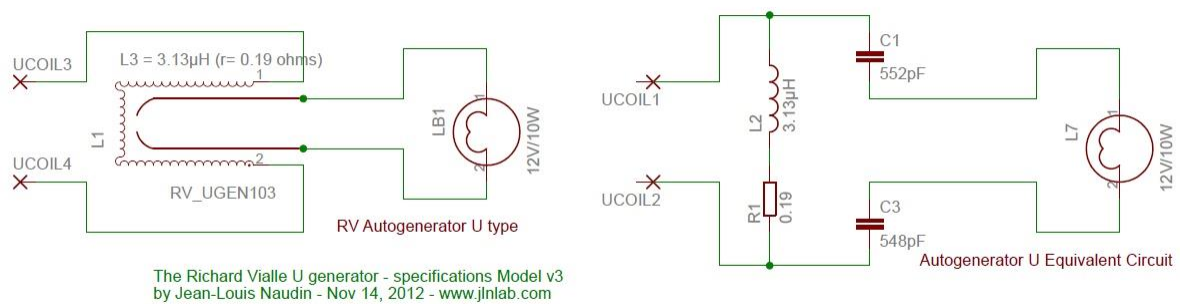 L3 = 3.13µH (r= 0.19 ohms)
UCOIL3
1
L1
UCOIL4
2
RV_UGEN103
LB1
1
2
12V/10W
RV Autogenerator U type
The Richard Vialle U generator - specifications Model v3
by Jean-Louis Naudin - Nov 14, 2012 - www.jlnlab.com
C1
552pF
UCOIL1
L2
3.13µH
UCOIL2
R1
0.19
L7
1
2
12V/10W
C3
548pF
Autogenerator U Equivalent Circuit